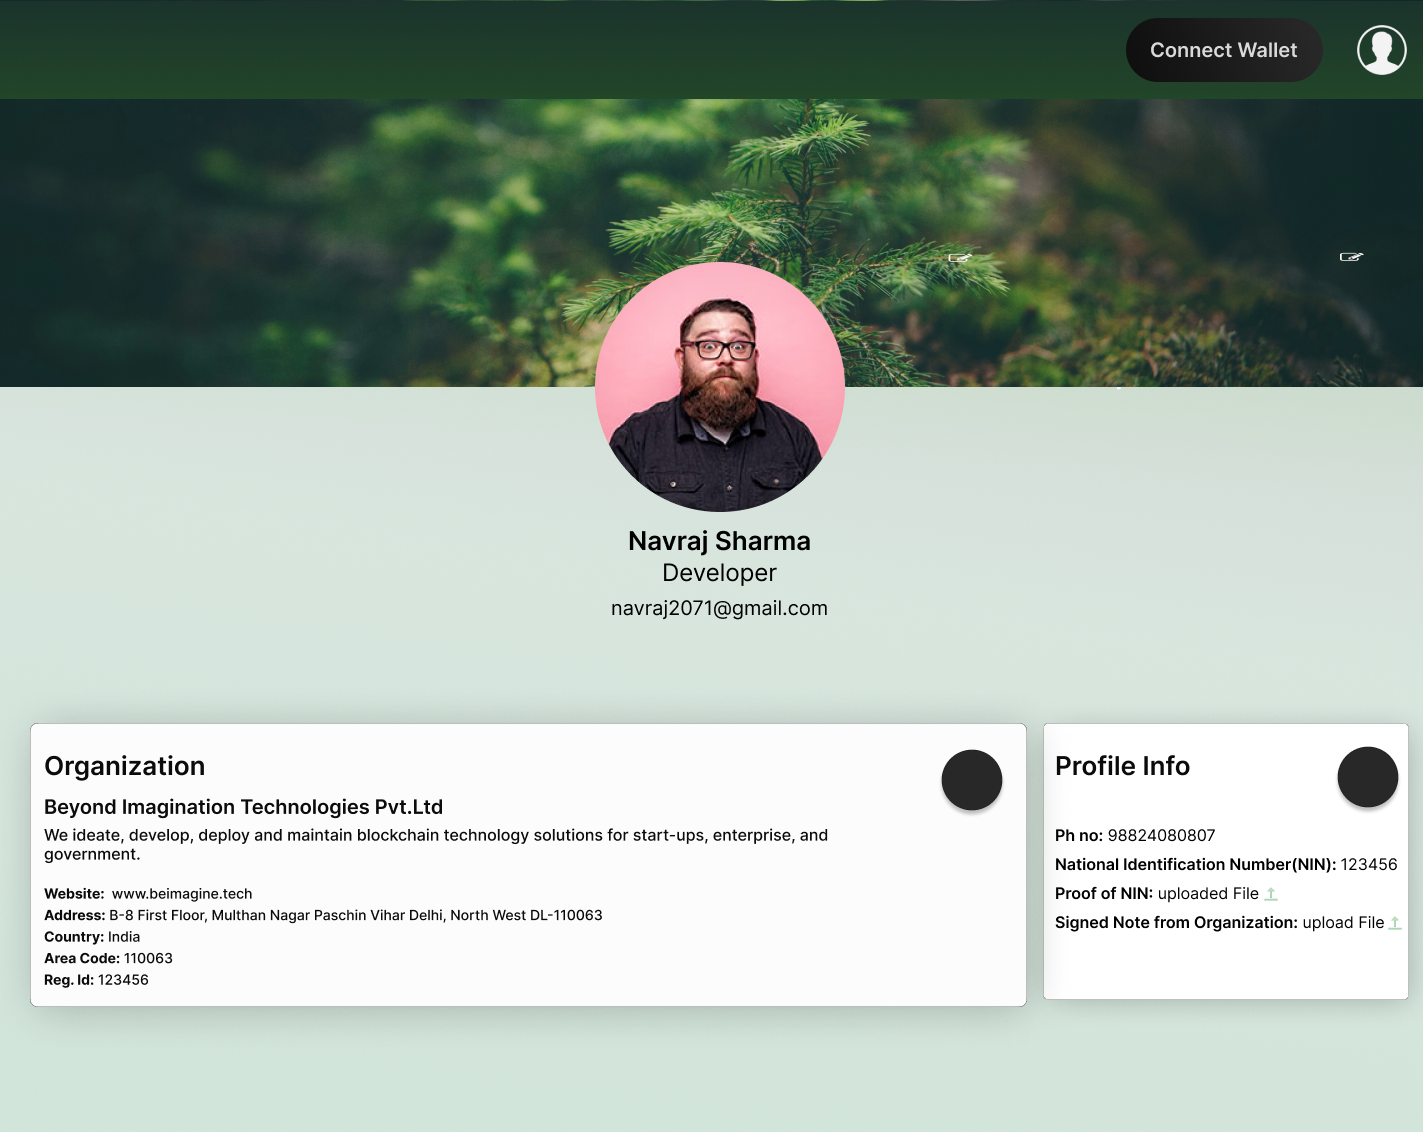 Connect Wallet
Navraj Sharma
Developer
navraj2071@gmail.com
Organization
Beyond Imagination Technologies Pvt.Ltd
We ideate, develop, deploy and maintain blockchain technology solutions for start-ups, enterprise, and
government.
Website: www.beimagine.tech
Address: B-8 First Floor, Multhan Nagar Paschin Vihar Delhi, North West DL-110063
Country: India
Area Code: 110063
Reg. Id: 123456
Profile Info
Ph no: 98824080807
National Identification Number(NIN): 123456
Proof of NIN: uploaded File
Signed Note from Organization: upload File